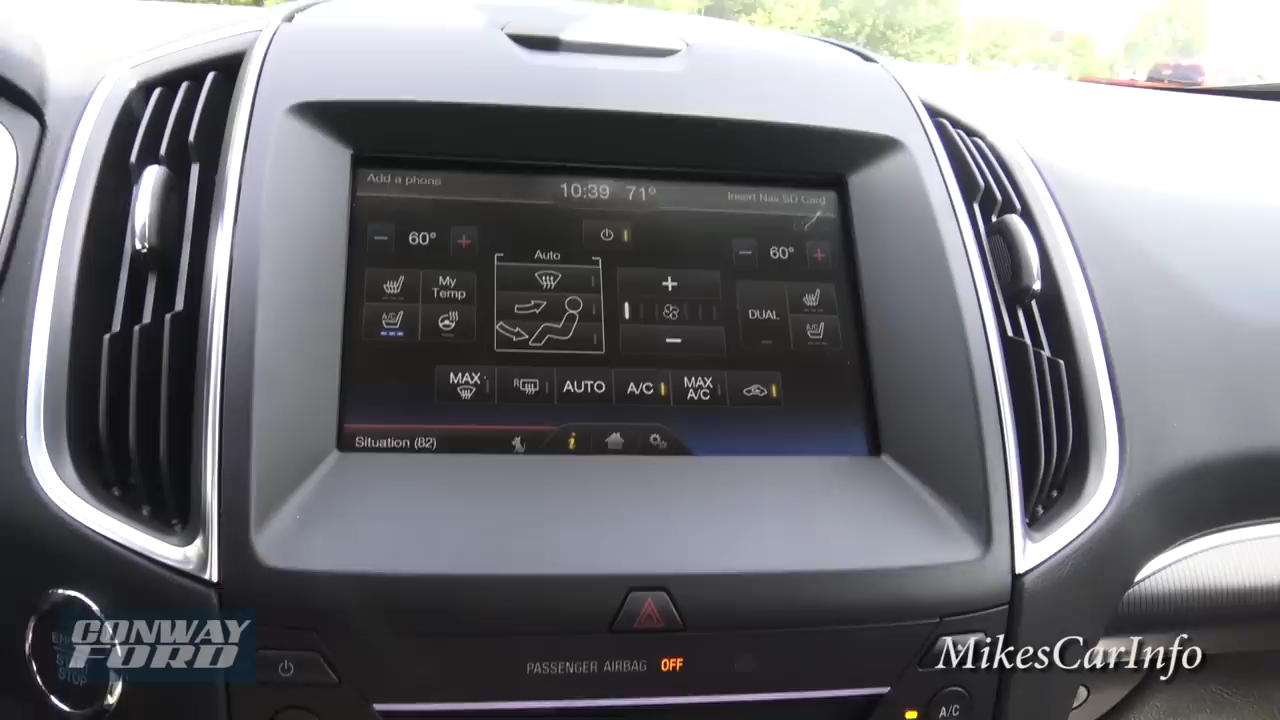 Add a phone
10:39 71°
Insert Nav SD Card
60°
Auto
60°
My
Temp
A/C
DUAL
A/C
MAX
R
AUTO
A/C
MAX
A/C
Situation (82)
i
CONWAY
FORD
STOP
PASSENGER AIRBAG OFF
MikesCarInfo
A/C